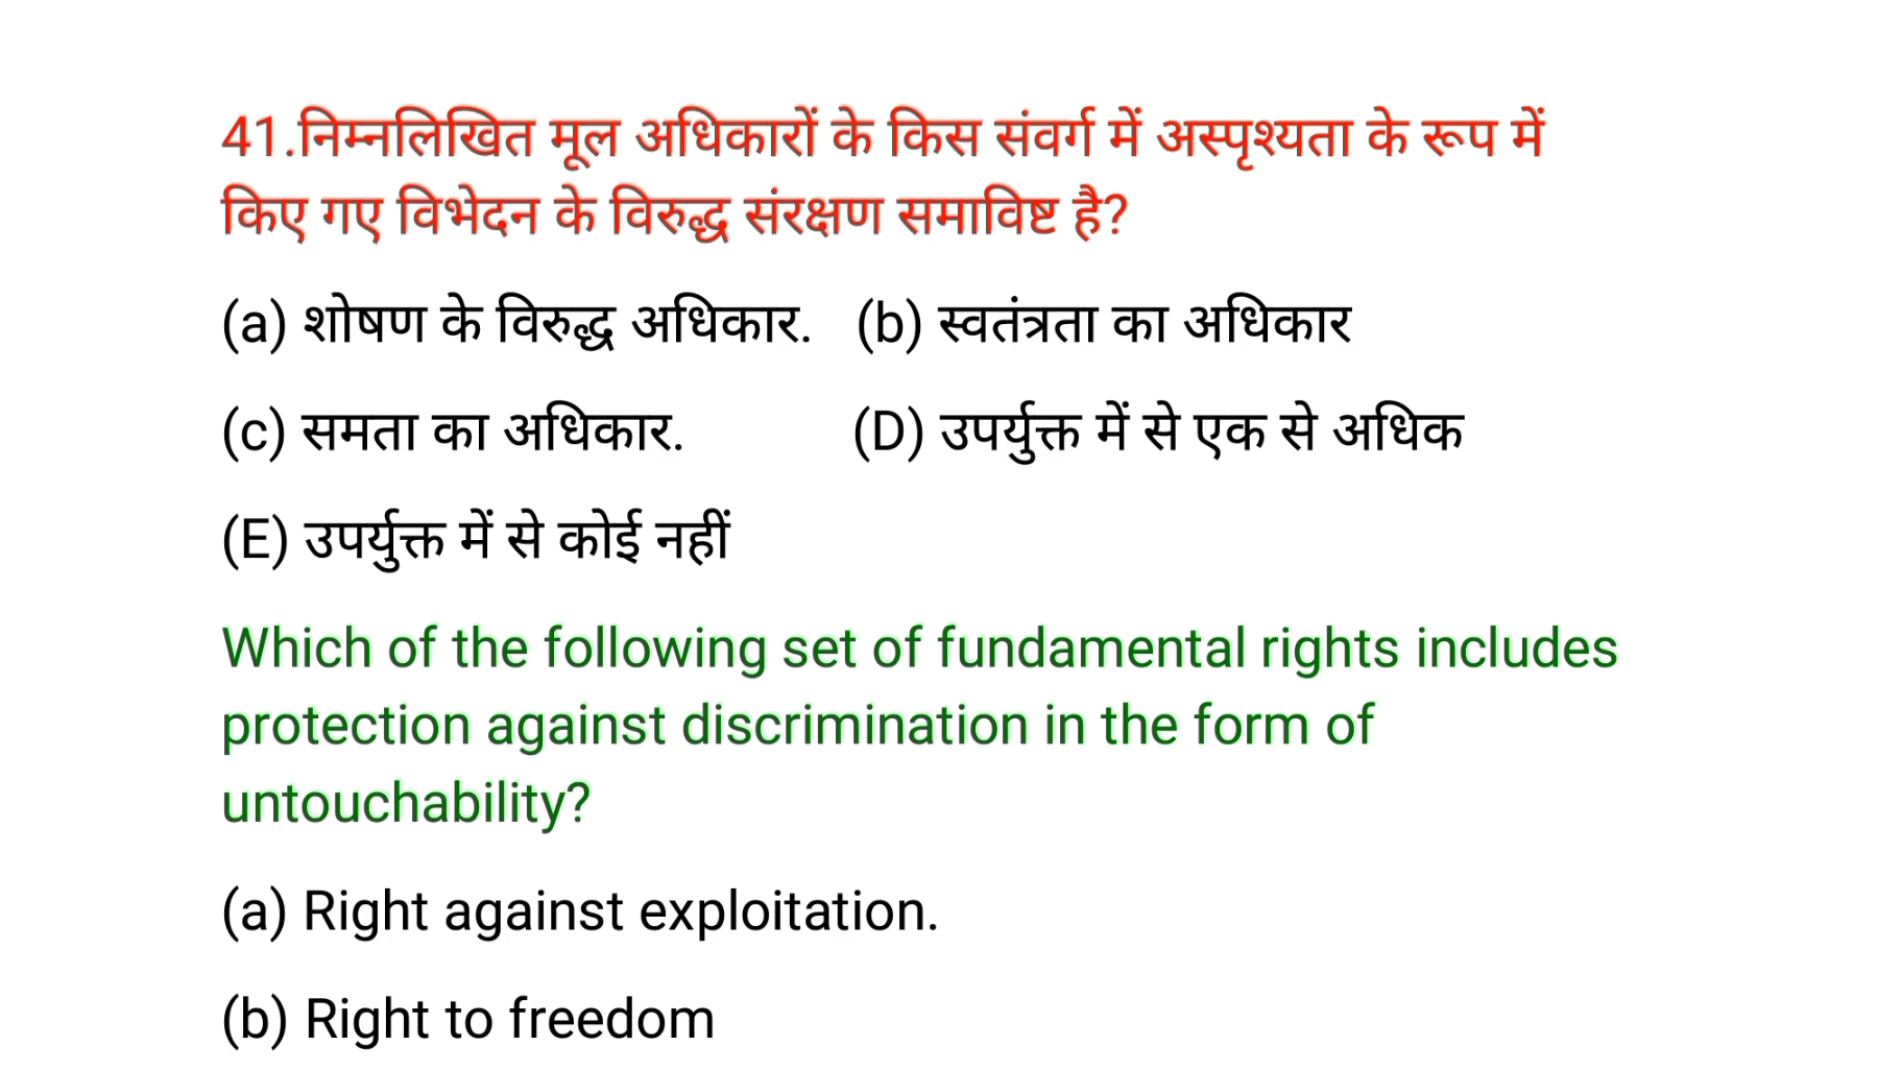 41.निम्नलिखित मूल अधिकारों के किस संवर्ग में अस्पृश्यता के रूप में
किए गए विभेदन के विरुद्ध संरक्षण समाविष्ट है?
(a) शोषण के विरुद्ध अधिकार. (b) स्वतंत्रता का अधिकार
(c) समता का अधिकार. (D) उपर्युक्त में से एक से अधिक
(E) उपर्युक्त में से कोई नहीं
Which of the following set of fundamental rights includes
protection against discrimination in the form of
untouchability?
(a) Right against exploitation.
(b) Right to freedom